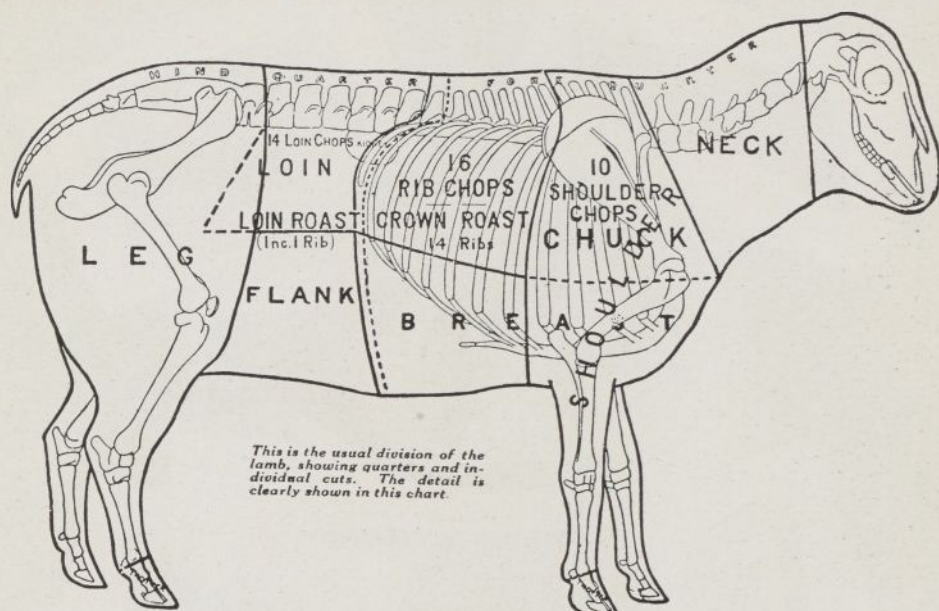 HIND QUARTER FORE QUARTER
14 LOIN CHOPS
LOIN
LOIN ROAST
(Inc.1 Rib)
16
RIB CHOPS
CROWN ROAST
14 Ribs
10
SHOULDER
CHOPS
CHUCK
NECK
LEG
FLANK
BREAST
SHOULDER
This is the usual division of the
lamb, showing quarters and in-
dividual cuts. The detail is
clearly shown in this chart.